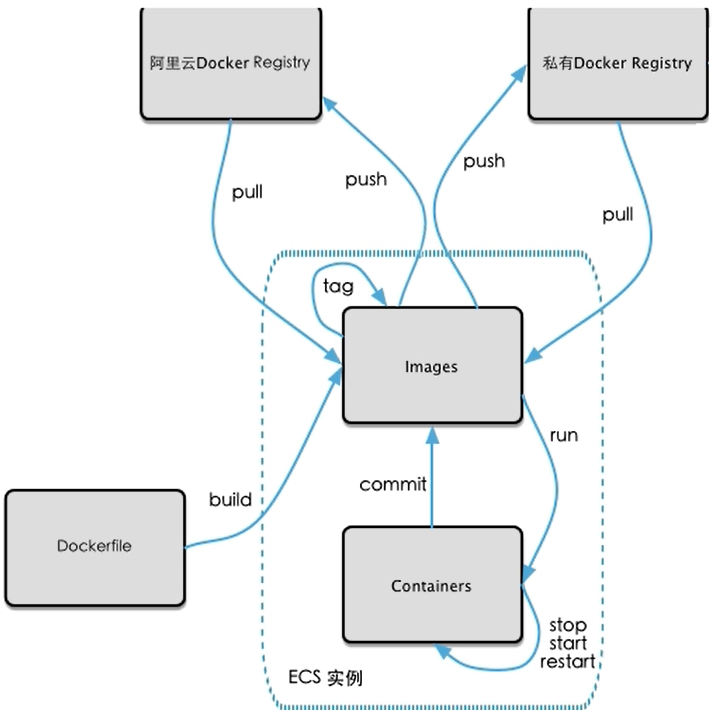 阿里云Docker Registry
私有Docker Registry
push
push
pull
pull
tag
Images
run
commit
build
Dockerfile
Containers
stop
start
restart
ECS 实例